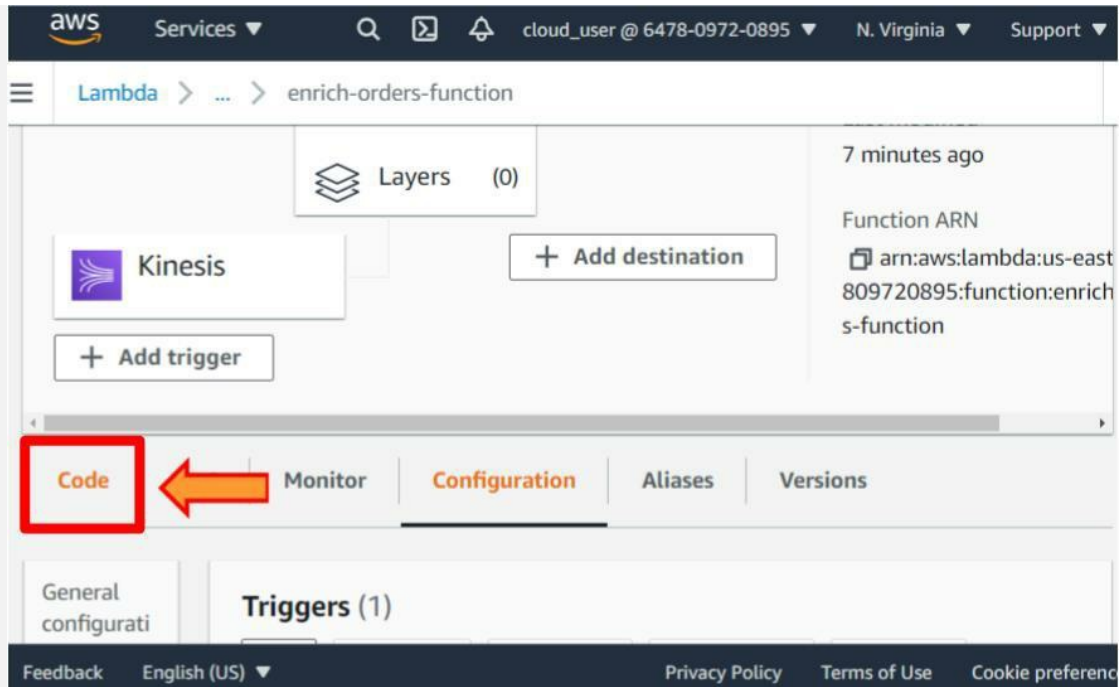 aws Services ▼ cloud_user @ 6478-0972-0895 ▼ N. Virginia ▼ Support ▼
Lambda > ... > enrich-orders-function
7 minutes ago
Layers (0)
Function ARN
Kinesis
+ Add destination
arn:aws:lambda:us-east
809720895:function:enrich
s-function
+ Add trigger
Code Monitor Configuration Aliases Versions
General
configurati
Triggers (1)
Feedback English (US) ▼ Privacy Policy Terms of Use Cookie preferenc